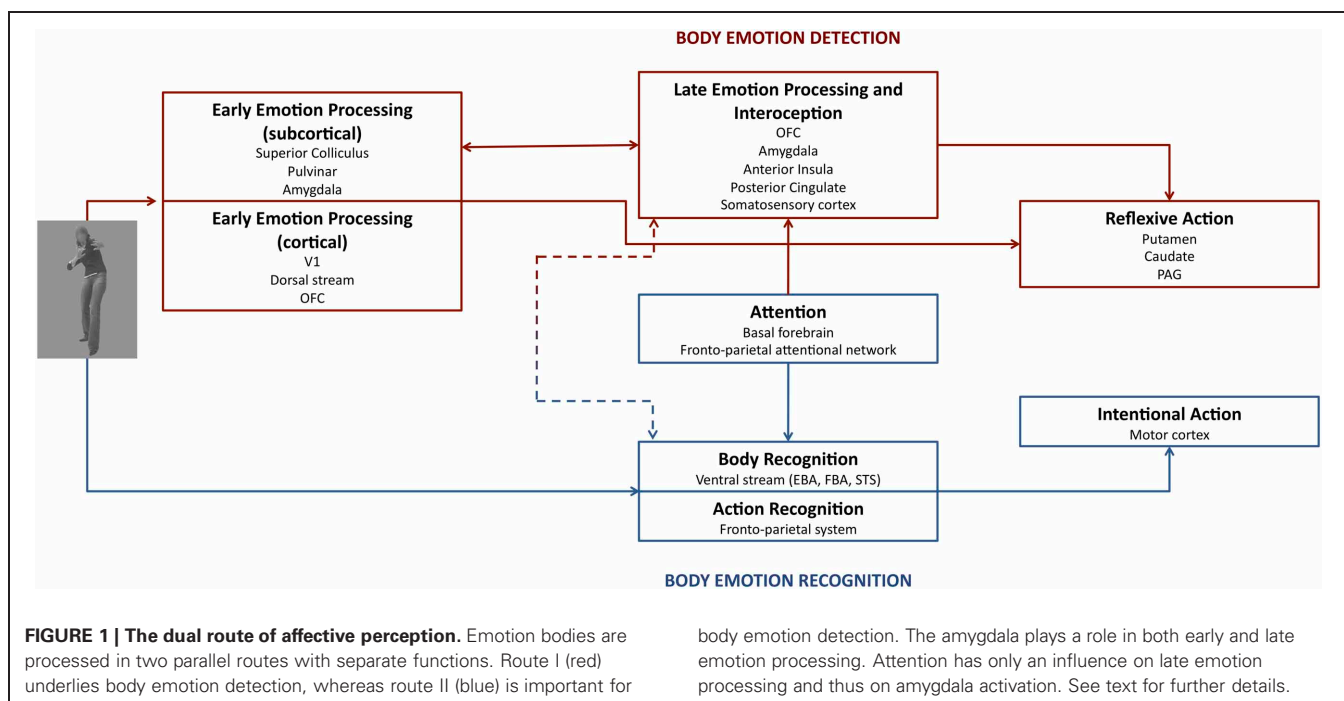 BODY EMOTION DETECTION
Early Emotion Processing
(subcortical)
Superior Colliculus
Pulvinar
Amygdala
Early Emotion Processing
(cortical)
V1
Dorsal stream
OFC
Late Emotion Processing and
Interoception
OFC
Amygdala
Anterior Insula
Posterior Cingulate
Somatosensory cortex
Reflexive Action
Putamen
Caudate
PAG
Attention
Basal forebrain
Fronto-parietal attentional network
Intentional Action
Motor cortex
Body Recognition
Ventral stream (EBA, FBA, STS)
Action Recognition
Fronto-parietal system
BODY EMOTION RECOGNITION
FIGURE 1 | The dual route of affective perception. Emotion bodies are
processed in two parallel routes with separate functions. Route I (red)
underlies body emotion detection, whereas route II (blue) is important for
body emotion detection. The amygdala plays a role in both early and late
emotion processing. Attention has only an influence on late emotion
processing and thus on amygdala activation. See text for further details.